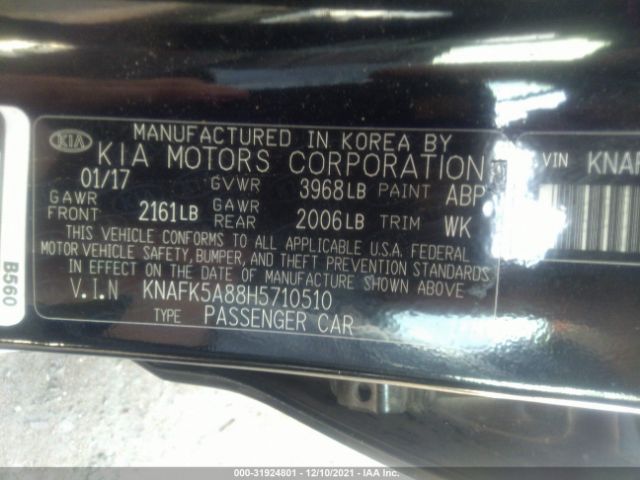 KIA
MANUFACTURED IN KOREA BY
KIA MOTORS CORPORATION
01/17 GVWR 3968LB PAINT ABP
GAWR FRONT 2161LB GAWR REAR 2006LB TRIM WK
THIS VEHICLE CONFORMS TO ALL APPLICABLE U.S.A. FEDERAL
MOTOR VEHICLE SAFETY, BUMPER, AND THEFT PREVENTION STANDARDS
IN EFFECT ON THE DATE OF MANUFACTURE SHOWN ABOVE
V.I.N KNAFK5A88H5710510
TYPE PASSENGER CAR
VIN KNAF
B560
000-31924801 — 12/10/2021 — IAA Inc.